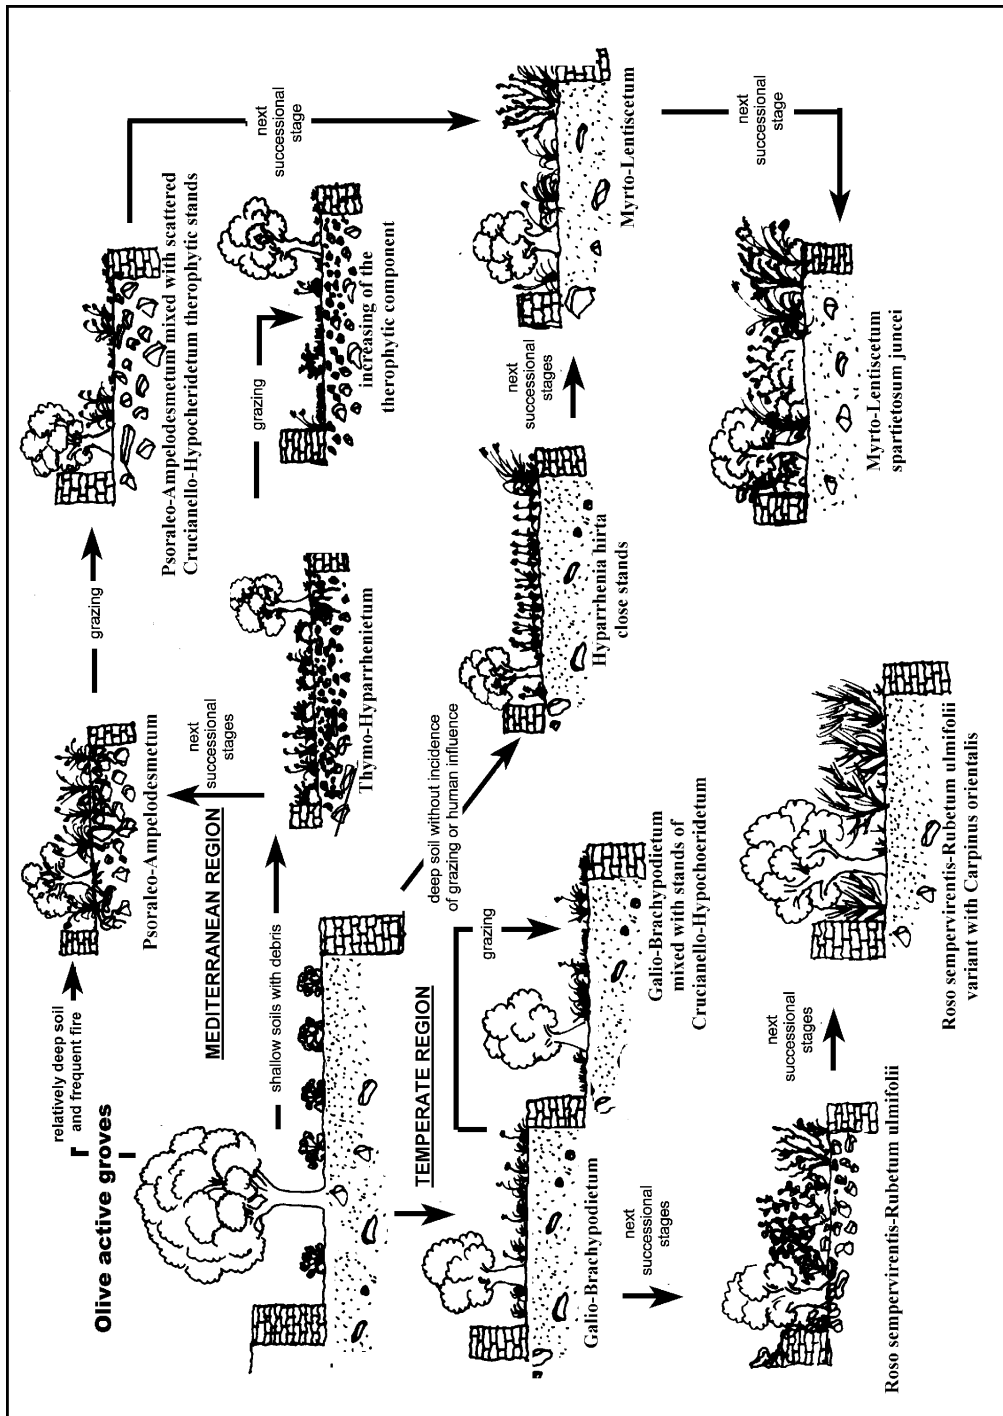 Olive active groves
relatively deep soil
and frequent fire
Psoraleo-Ampelodesmetum
grazing
Psoraleo-Ampelodesmetum mixed with scattered
Crucianello-Hypocheridetum therophytic stands
next
successional
stage
MEDITERRANEAN REGION
next
successional
stages
shallow soils with debris
Thymo-Hyparrhenietum
grazing
increasing of the
therophytic component
TEMPERATE REGION
deep soil without incidence
of grazing or human influence
Hyparrhenia hirta
close stands
next
successional
stages
Myrto-Lentiscetum
next
successional
stage
Myrto-Lentiscetum
spartietosum juncei
Galio-Brachypodietum
grazing
Galio-Brachypodietum
mixed with stands of
Crucianello-Hypochoeridetum
next
successional
stages
Roso sempervirentis-Rubetum ulmifolii
next
successional
stages
Roso sempervirentis-Rubetum ulmifolii
variant with Carpinus orientalis